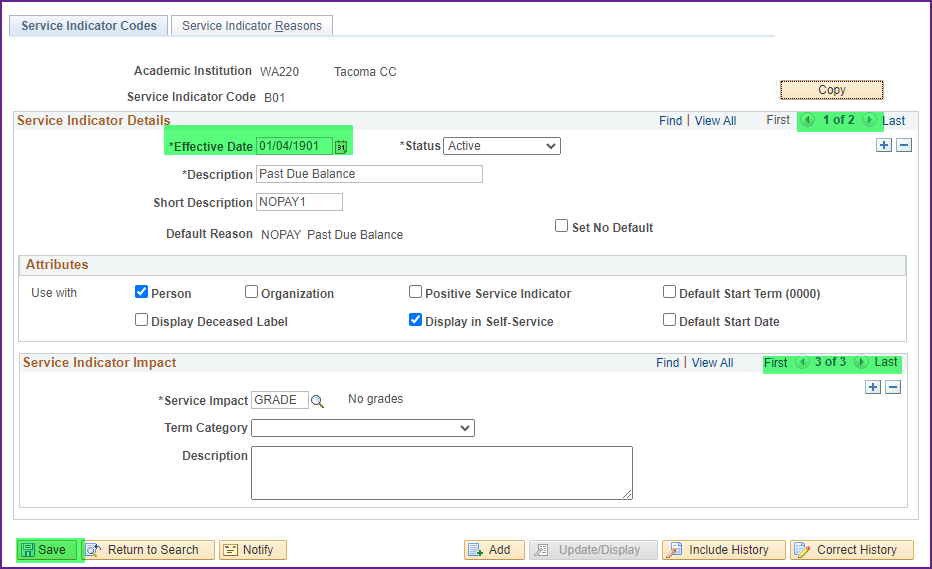 Service Indicator Codes Service Indicator Reasons
Academic Institution WA220 Tacoma CC
Copy
Service Indicator Code B01
Service Indicator Details Find | View All First 1 of 2 Last
*Effective Date 01/04/1901 31 *Status Active
*Description Past Due Balance
Short Description NOPAY1
Default Reason NOPAY Past Due Balance Set No Default
Attributes
Use with Person Organization Positive Service Indicator Default Start Term (0000)
Display Deceased Label Display in Self-Service Default Start Date
Service Indicator Impact Find | View All First 3 of 3 Last
*Service Impact GRADE No grades
Term Category
Description
Save Return to Search Notify Add Update/Display Include History Correct History